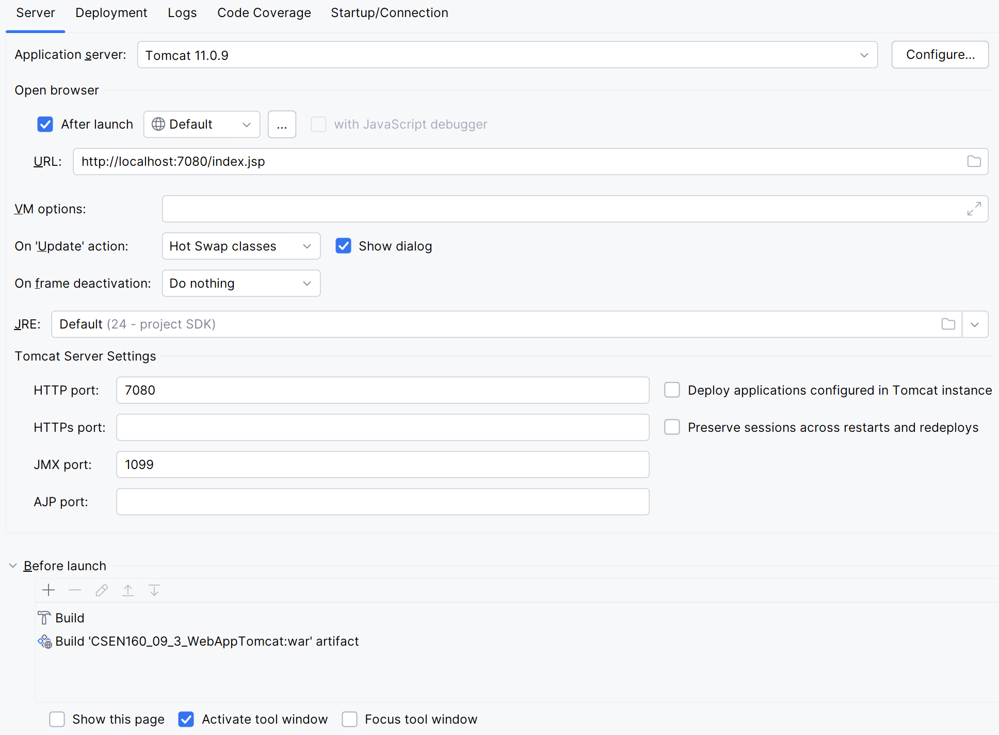 Server Deployment Logs Code Coverage Startup/Connection
Application server: Tomcat 11.0.9 Configure...
Open browser
After launch Default ... with JavaScript debugger
URL: http://localhost:7080/index.jsp
VM options:
On 'Update' action: Hot Swap classes Show dialog
On frame deactivation: Do nothing
JRE: Default (24 - project SDK)
Tomcat Server Settings
HTTP port: 7080 Deploy applications configured in Tomcat instance
HTTPs port: Preserve sessions across restarts and redeploys
JMX port: 1099
AJP port:
Before launch
Build
Build 'CSEN160_09_3_WebAppTomcat:war' artifact
Show this page Activate tool window Focus tool window